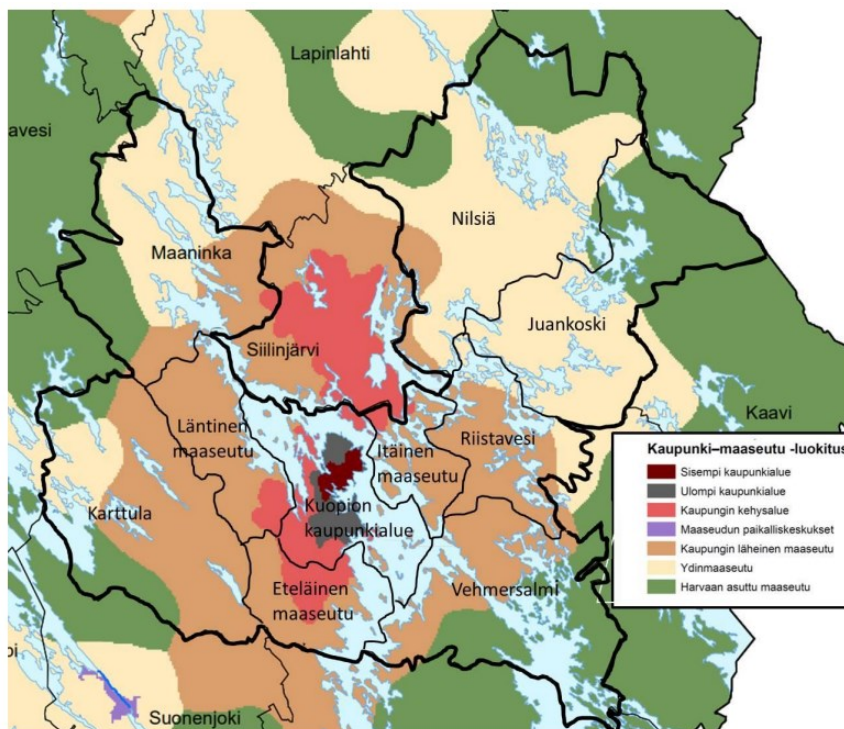 Lapinlahti
avesi
Nilsiä
Maaninka
Juankoski
Siilinjärvi
Kaavi
Läntinen
maaseutu
Itäinen
maaseutu
Riistavesi
Karttula
Kuopion
kaupunkialue
Eteläinen
maaseutu
Vehmersalmi
pi
Suonenjoki
Kaupunki–maaseutu -luokitus
Sisempi kaupunkialue
Ulompi kaupunkialue
Kaupungin kehysalue
Maaseudun paikalliskeskukset
Kaupungin läheinen maaseutu
Ydinmaaseutu
Harvaan asuttu maaseutu